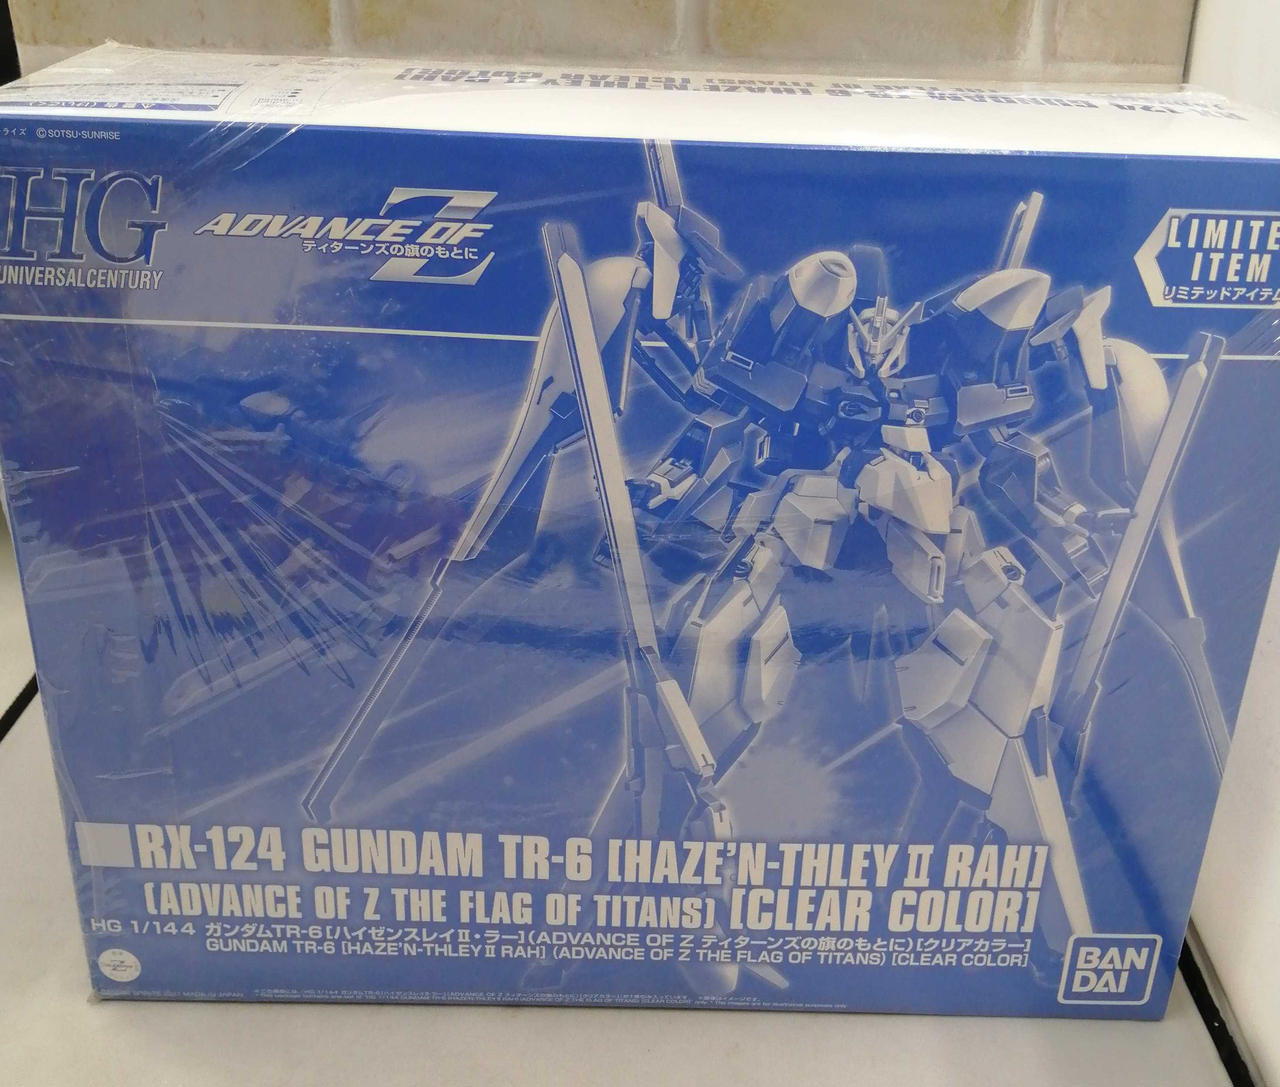 ライズ ©SOTSU・SUNRISE
HG
UNIVERSALCENTURY
ADVANCE OF Z
ティターンズの旗のもとに
LIMITE
ITEM
リミテッドアイテム
RX-124 GUNDAM TR-6 [HAZE'N-THLEY II RAH]
(ADVANCE OF Z THE FLAG OF TITANS) [CLEAR COLOR]
HG 1/144 ガンダムTR-6[ハイゼンスレイII・ラー](ADVANCE OF Z ティターンズの旗のもとに)[クリアカラー]
GUNDAM TR-6 [HAZE'N-THLEY II RAH] (ADVANCE OF Z THE FLAG OF TITANS) [CLEAR COLOR]
BAN
DAI